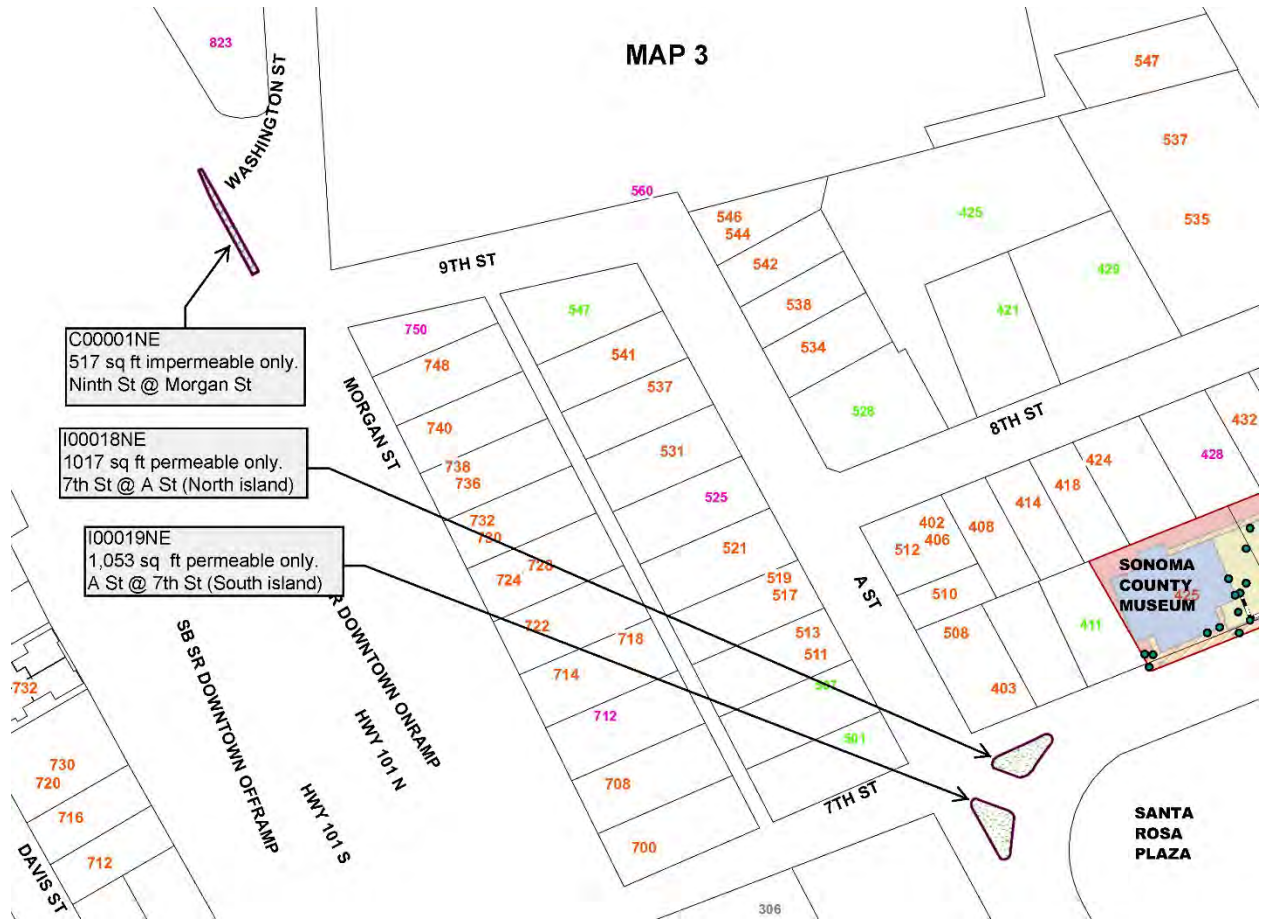 MAP 3
823
WASHINGTON ST
547
537
535
560
546
544
425
542
429
9TH ST
538
421
547
534
750
C00001NE
517 sq ft impermeable only.
Ninth St @ Morgan St
748
541
537
528
8TH ST
432
MORGAN ST
740
531
424
428
I00018NE
1017 sq ft permeable only.
7th St @ A St (North island)
738
736
525
418
414
408
402
406
512
732
730
521
I00019NE
1,053 sq ft permeable only.
A St @ 7th St (South island)
728
724
519
517
A ST
510
SONOMA
COUNTY
MUSEUM
425
722
718
513
511
508
411
SB SR DOWNTOWN OFFRAMP
R DOWNTOWN ONRAMP
HWY 101 N
HWY 101 S
714
507
403
732
712
501
730
720
708
7TH ST
716
SANTA
ROSA
PLAZA
712
700
DAVIS ST
306